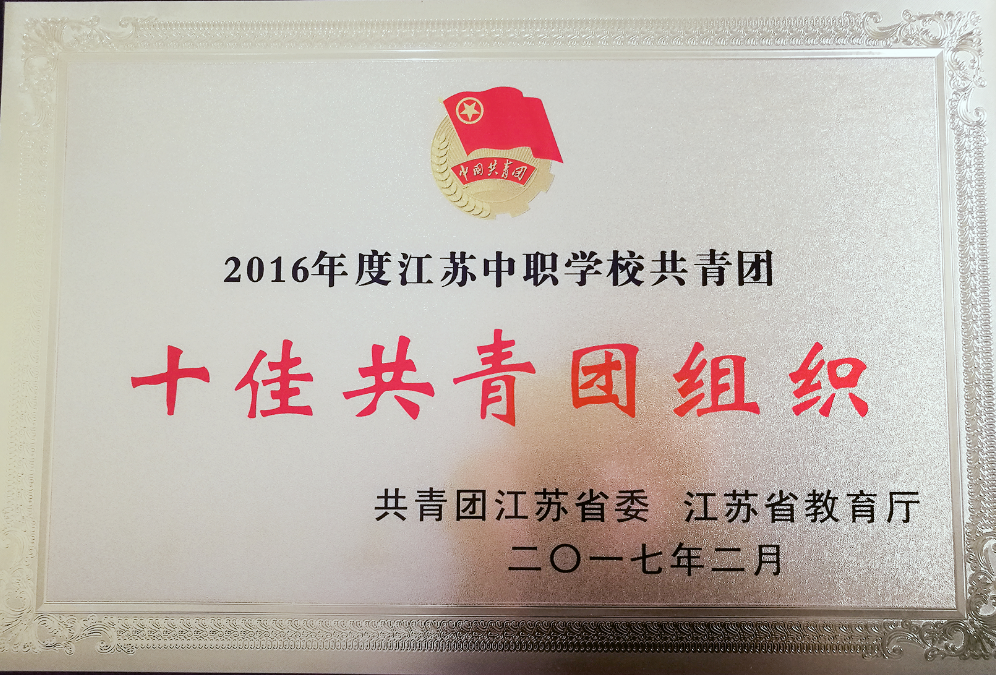 中国共青团
2016年度江苏中职学校共青团
十佳共青团组织
共青团江苏省委 江苏省教育厅
二〇一七年二月